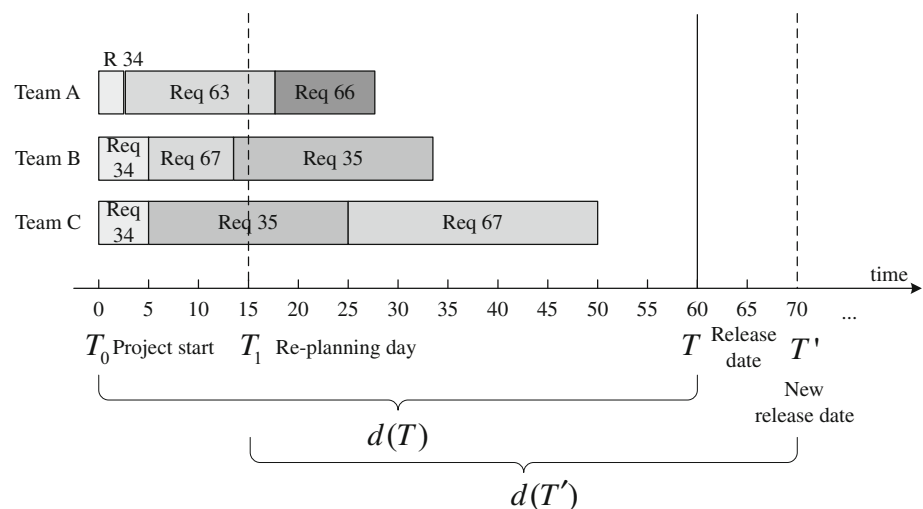 R 34
Team A
Req 63
Req 66
Team B
Req
34
Req 67
Req 35
Team C
Req
34
Req 35
Req 67
time
0 5 10 15 20 25 30 35 40 45 50 55 60 65 70 ...
T0 Project start T1 Re-planning day T Release
date T'
New
release date
d(T)
d(T′)